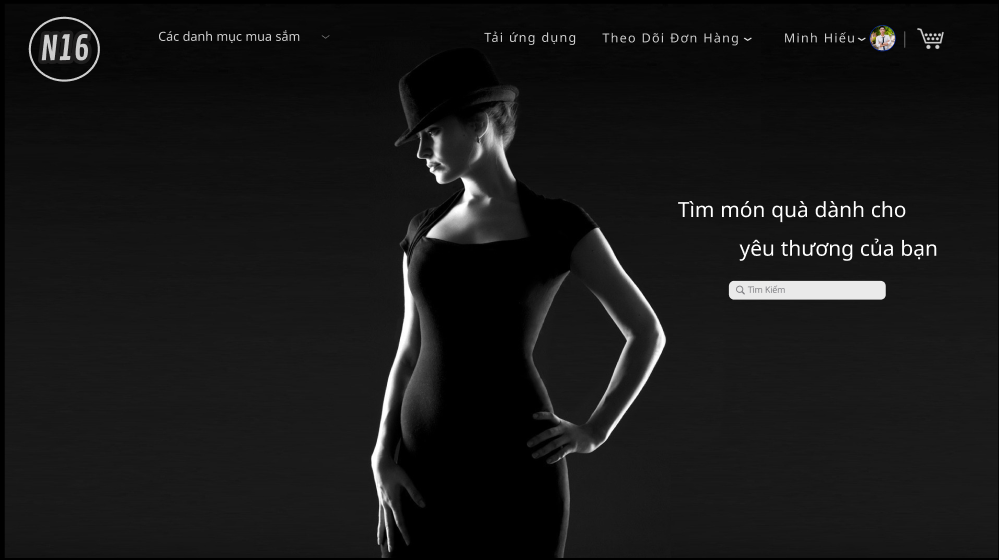 N16
Các danh mục mua sắm
Tải ứng dụng
Theo Dõi Đơn Hàng
Minh Hiếu
Tìm món quà dành cho
yêu thương của bạn
Tìm Kiếm